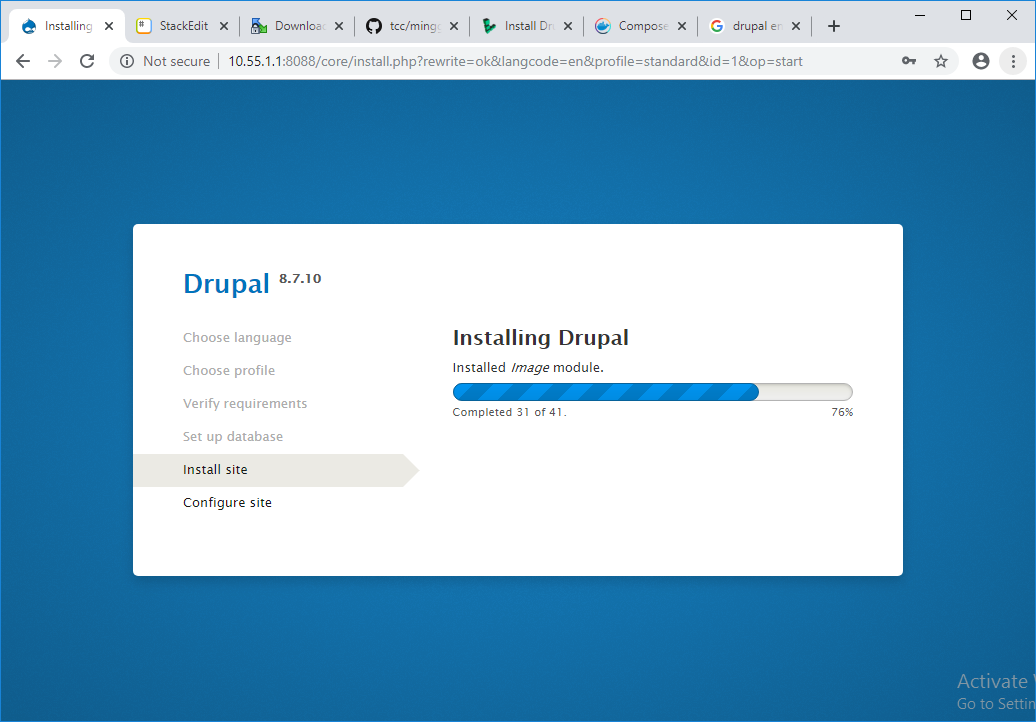 Installing
StackEdit
Downloa
tcc/mingg
Install Dr
Compose
drupal en
Not secure
10.55.1.1:8088/core/install.php?rewrite=ok&langcode=en&profile=standard&id=1&op=start
Drupal 8.7.10
Choose language
Choose profile
Verify requirements
Set up database
Install site
Configure site
Installing Drupal
Installed Image module.
Completed 31 of 41.
76%
Activate
Go to Settin